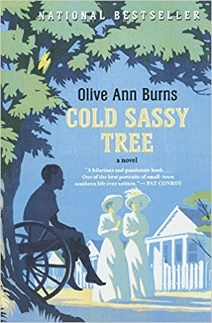 NATIONAL BESTSELLER
Olive Ann Burns
COLD SASSY
TREE
a novel
"A hilarious and passionate book . . .
One of the best portraits of small-town
southern life ever written." — PAT CONROY